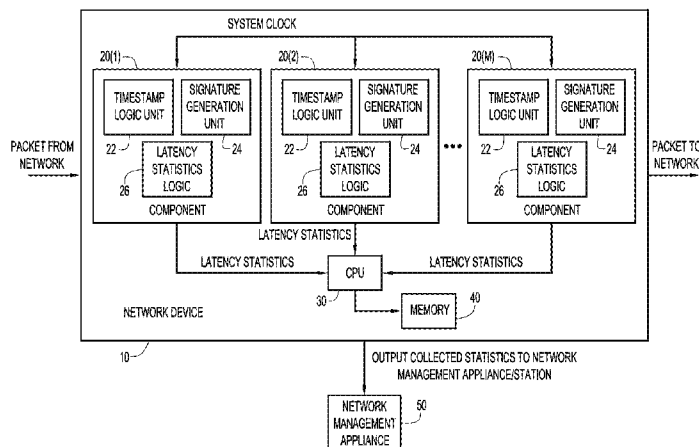 SYSTEM CLOCK
20(1)
20(2)
20(M)
TIMESTAMP
LOGIC UNIT
SIGNATURE
GENERATION
UNIT
TIMESTAMP
LOGIC UNIT
SIGNATURE
GENERATION
UNIT
TIMESTAMP
LOGIC UNIT
SIGNATURE
GENERATION
UNIT
PACKET FROM
NETWORK
22
24
22
24
•••
22
24
PACKET TO
NETWORK
26
LATENCY
STATISTICS
LOGIC
26
LATENCY
STATISTICS
LOGIC
26
LATENCY
STATISTICS
LOGIC
COMPONENT
COMPONENT
COMPONENT
LATENCY STATISTICS
LATENCY STATISTICS
CPU
LATENCY STATISTICS
30
MEMORY
40
NETWORK DEVICE
10
OUTPUT COLLECTED STATISTICS TO NETWORK
MANAGEMENT APPLIANCE/STATION
NETWORK
MANAGEMENT
APPLIANCE
50